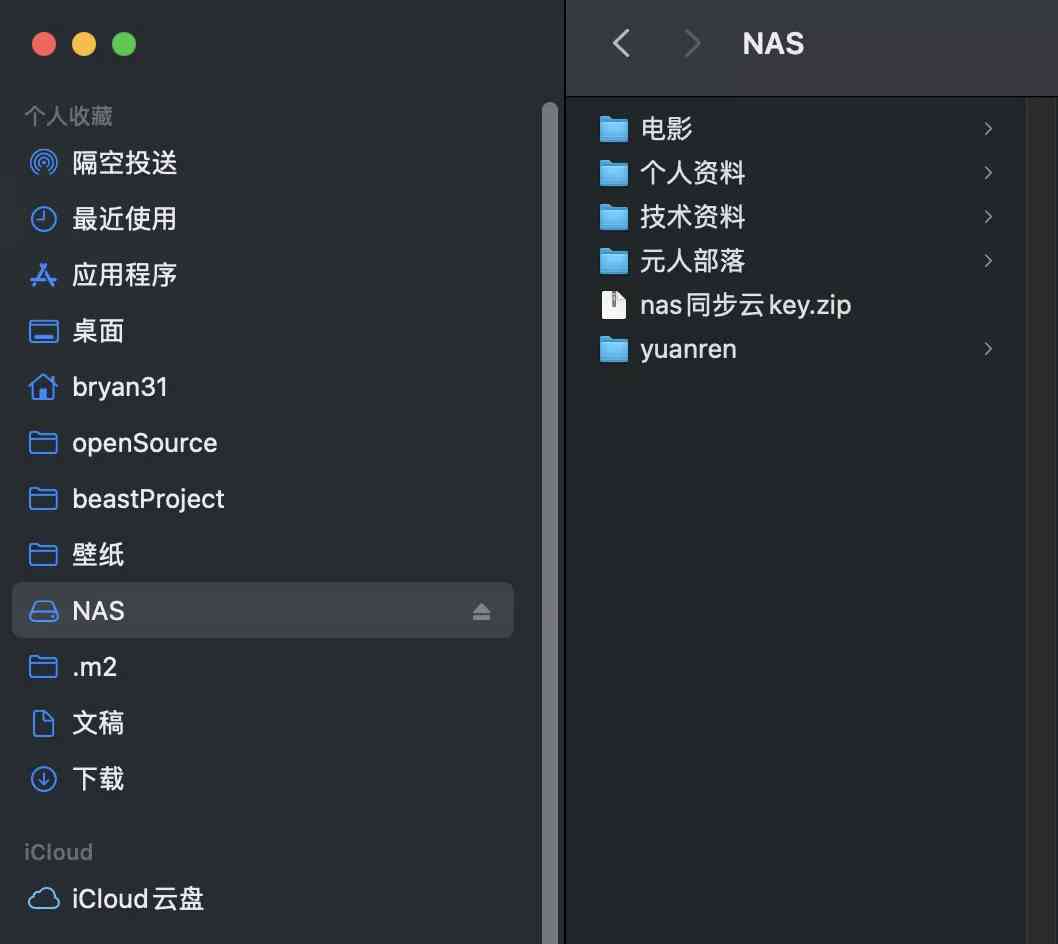 个人收藏
隔空投送
最近使用
应用程序
桌面
bryan31
openSource
beastProject
壁纸
NAS
.m2
文稿
下载
iCloud
iCloud云盘
NAS
电影
个人资料
技术资料
元人部落
nas同步云key.zip
yuanren